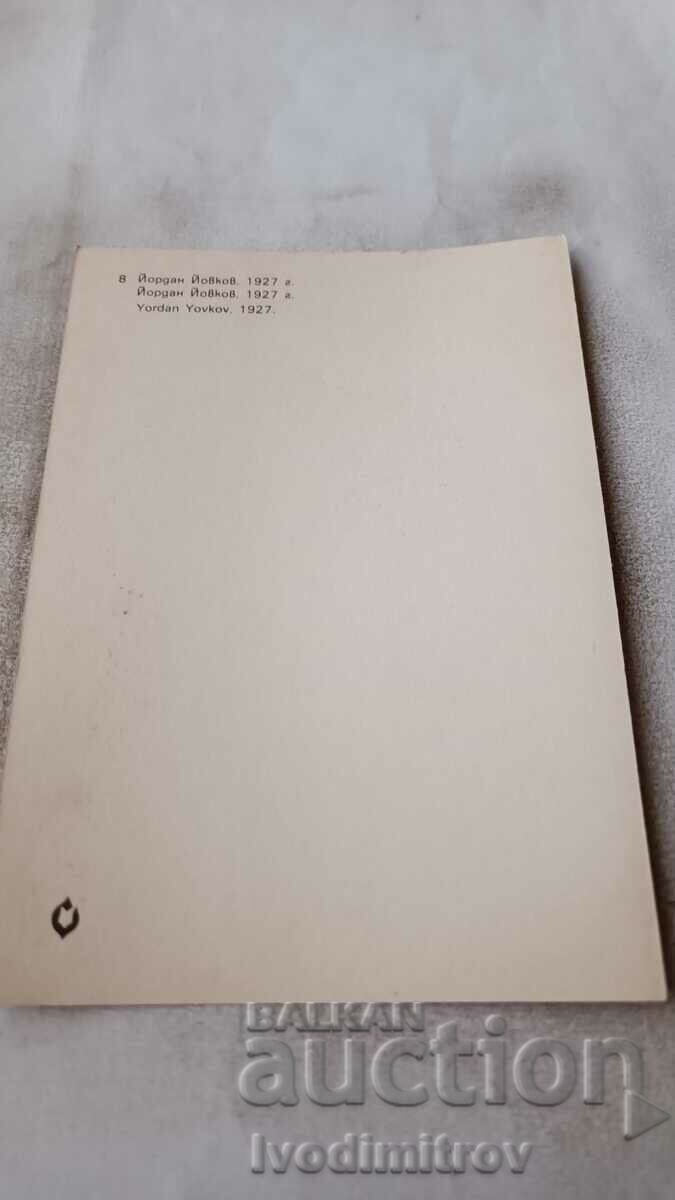 8 Йордан Йовков. 1927 г.
Йордан Йовков. 1927 г.
Yordan Yovkov. 1927.
BALKAN
auction
Ivodimitrov